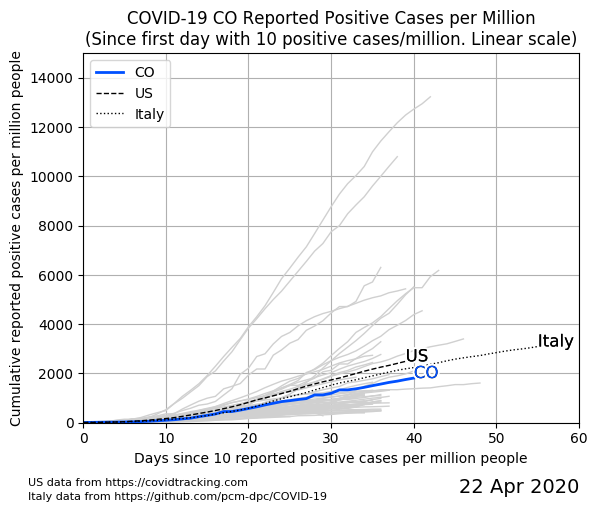 COVID-19 CO Reported Positive Cases per Million
(Since first day with 10 positive cases/million. Linear scale)
Cumulative reported positive cases per million people
14000
12000
10000
8000
6000
4000
2000
0
CO
US
Italy
US
Italy
CO
0
10
20
30
40
50
60
Days since 10 reported positive cases per million people
US data from https://covidtracking.com
Italy data from https://github.com/pcm-dpc/COVID-19
22 Apr 2020